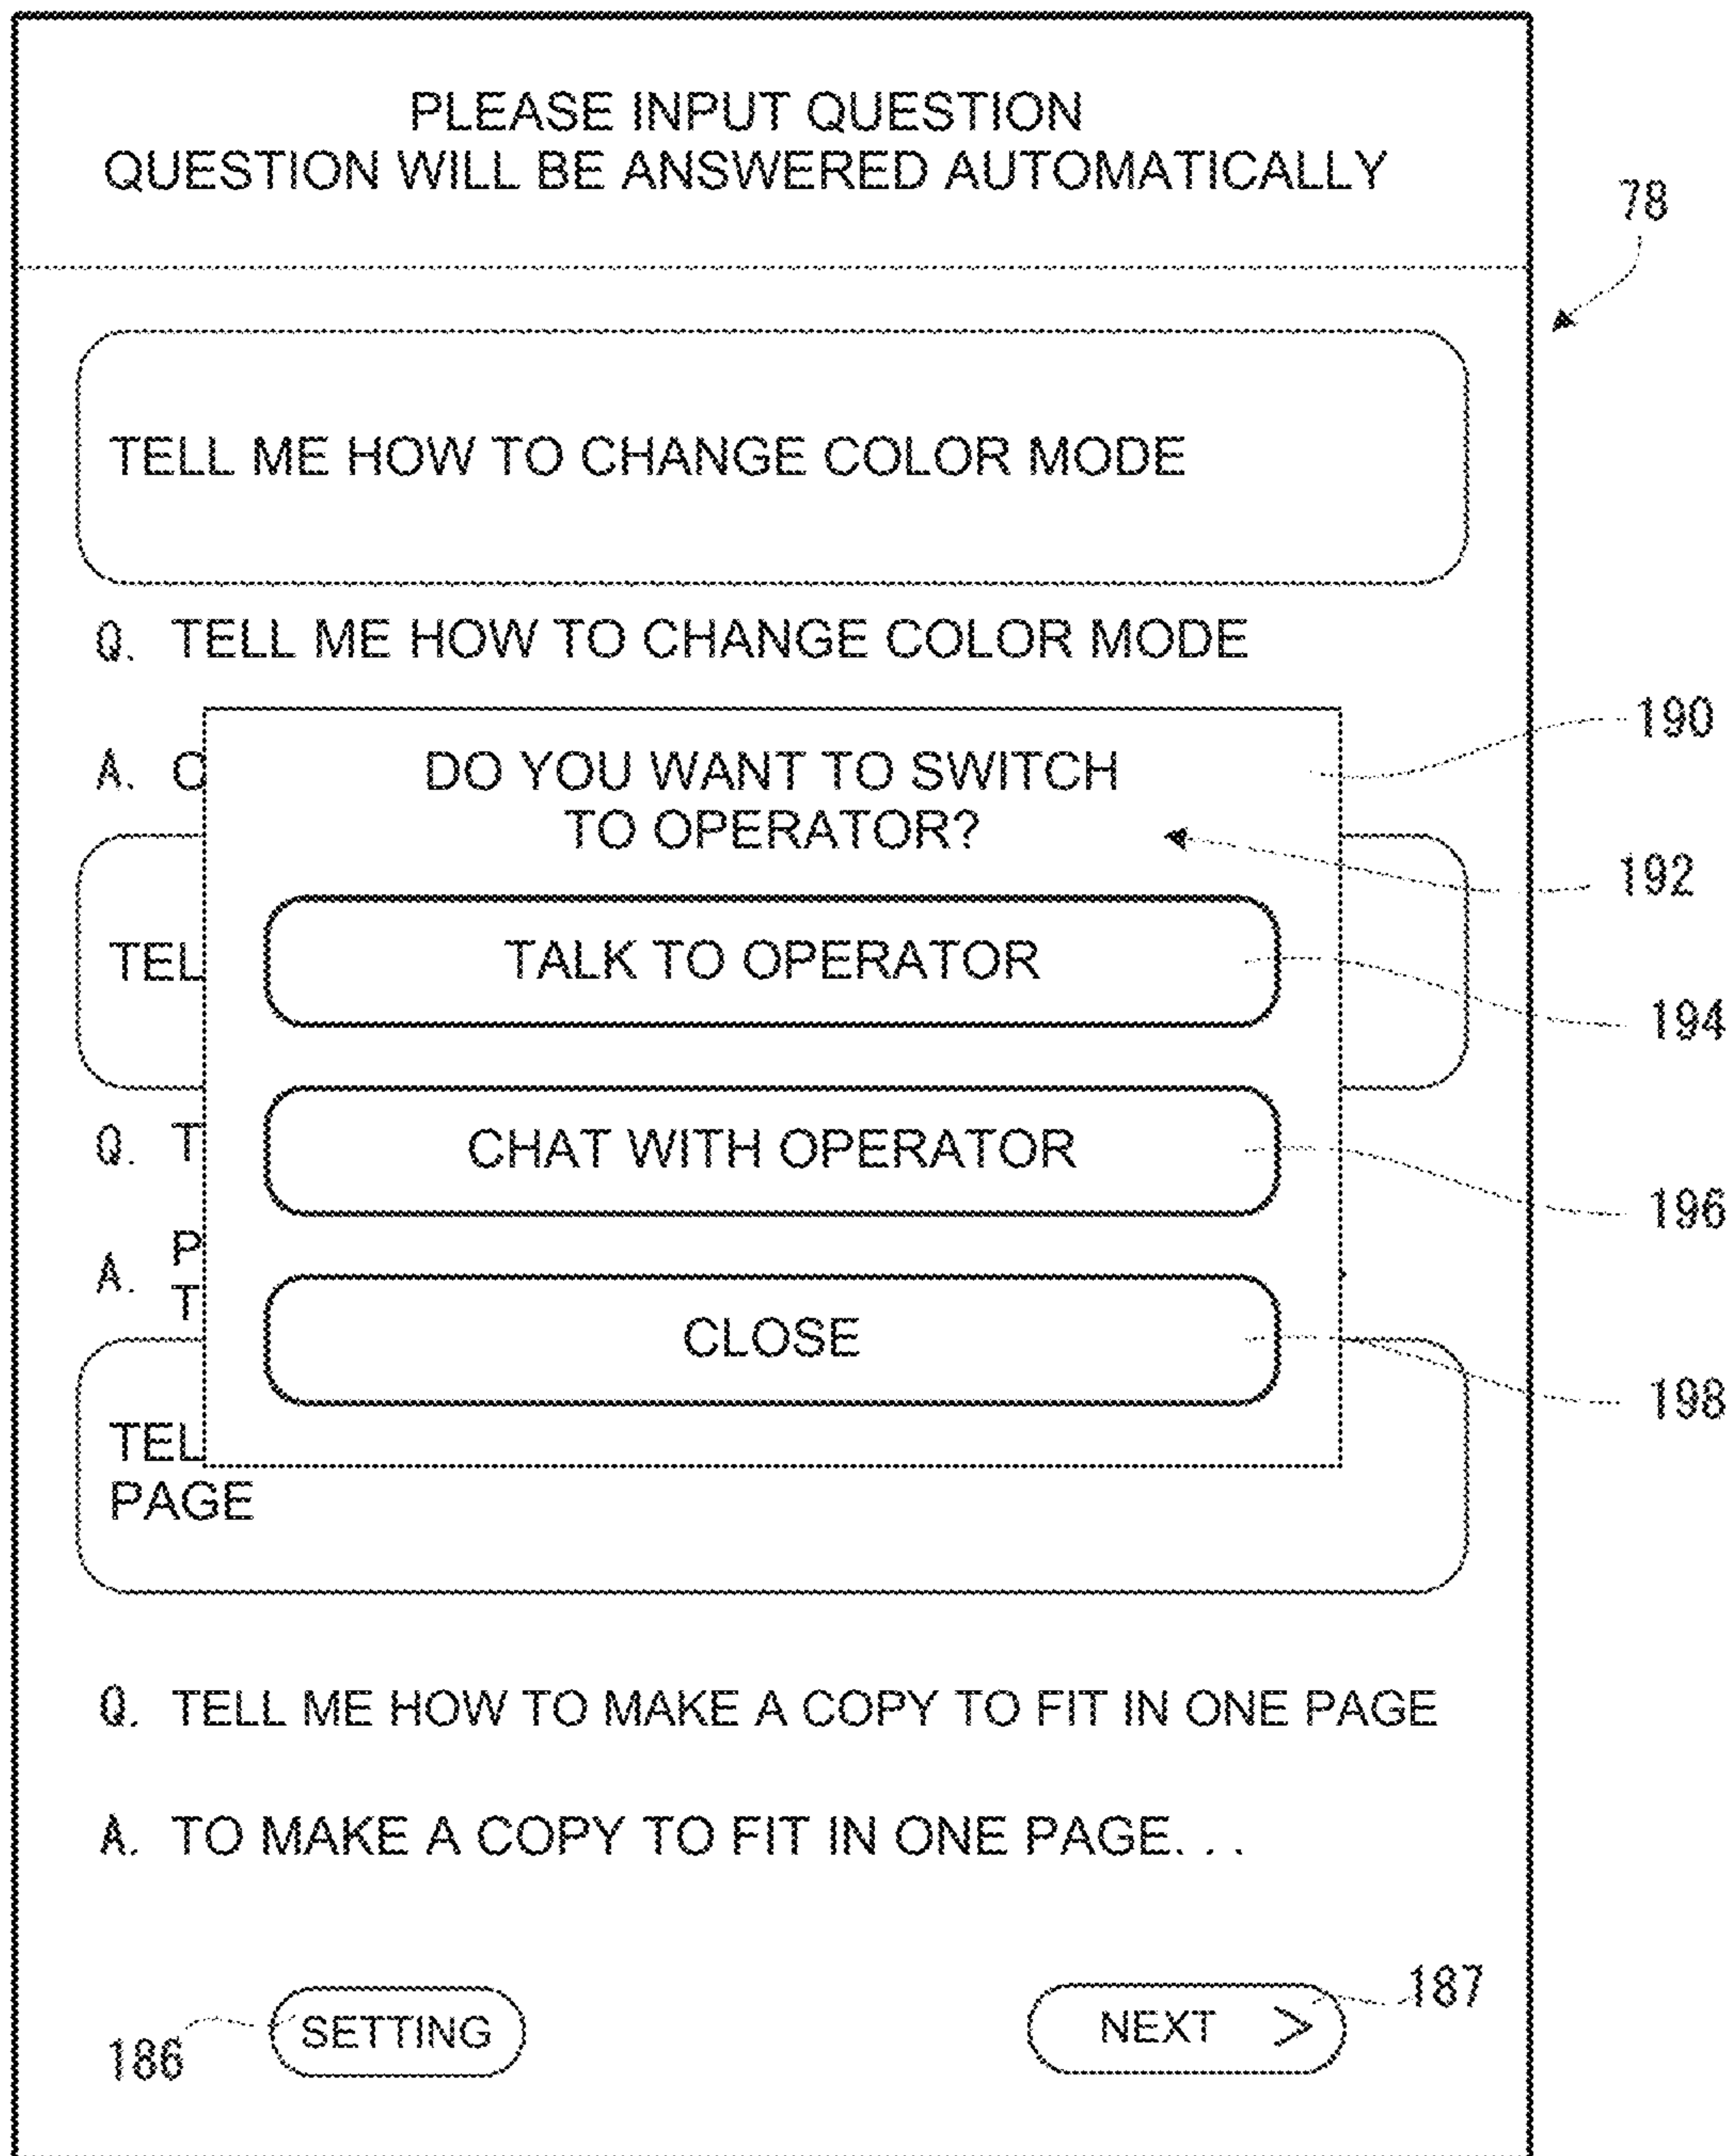 PLEASE INPUT QUESTION
QUESTION WILL BE ANSWERED AUTOMATICALLY
78
TELL ME HOW TO CHANGE COLOR MODE
Q. TELL ME HOW TO CHANGE COLOR MODE
190
A. C
DO YOU WANT TO SWITCH
TO OPERATOR?
192
TEL
TALK TO OPERATOR
194
Q. T
CHAT WITH OPERATOR
196
A. P
T
CLOSE
198
TEL
PAGE
Q. TELL ME HOW TO MAKE A COPY TO FIT IN ONE PAGE
A. TO MAKE A COPY TO FIT IN ONE PAGE. . .
186
SETTING
NEXT >
187